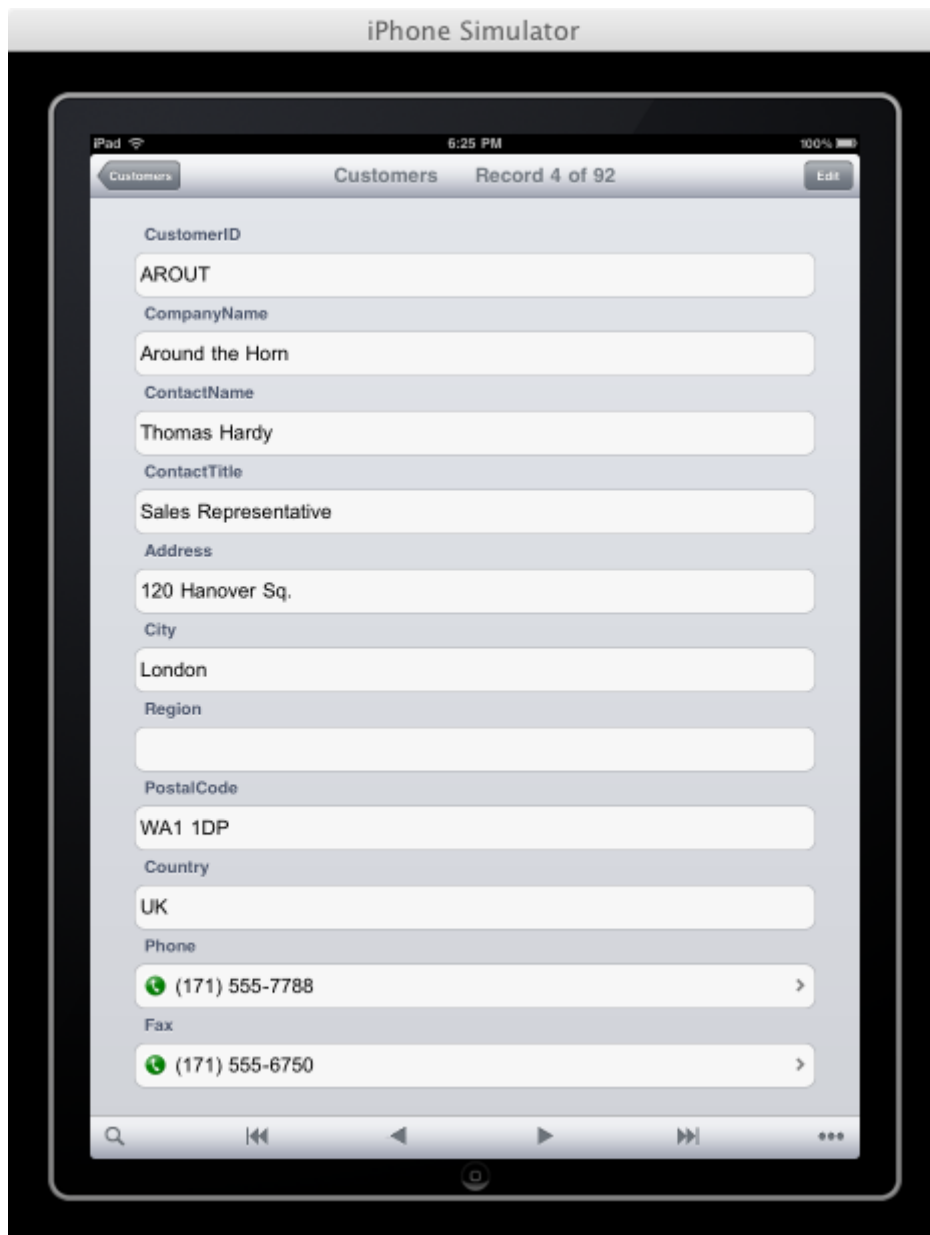 iPhone Simulator
iPad 6:25 PM 100%
Customers Customers Record 4 of 92 Edit
CustomerID
AROUT
CompanyName
Around the Horn
ContactName
Thomas Hardy
ContactTitle
Sales Representative
Address
120 Hanover Sq.
City
London
Region
PostalCode
WA1 1DP
Country
UK
Phone
(171) 555-7788
Fax
(171) 555-6750